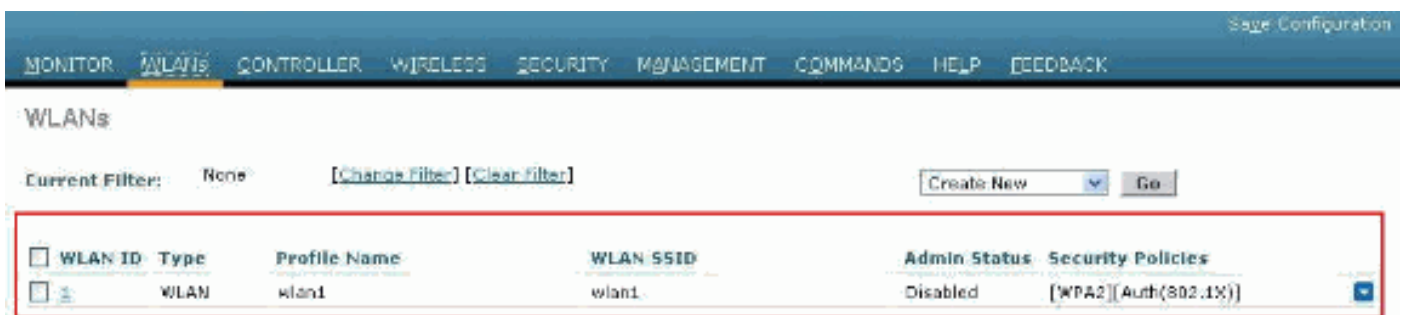 Save Configuration
MONITOR WLANs CONTROLLER WIRELESS SECURITY MANAGEMENT COMMANDS HELP FEEDBACK
WLANs
Current Filter: None [Change Filter] [Clear Filter] Create New Go
WLAN ID Type Profile Name WLAN SSID Admin Status Security Policies
1 WLAN wlan1 wlan1 Disabled [WPA2][Auth(802.1X)]